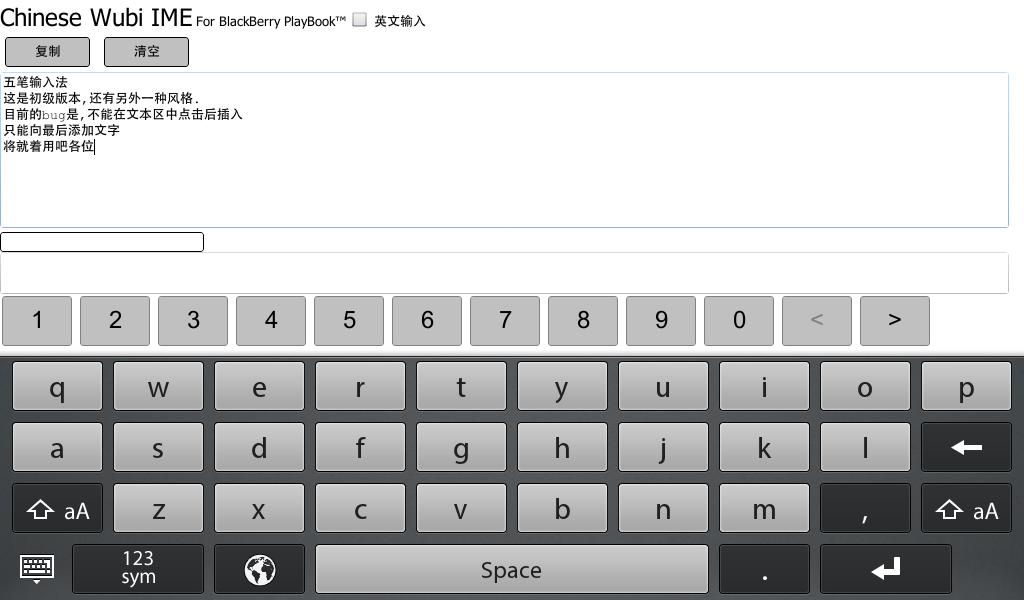 Chinese Wubi IME For BlackBerry PlayBook™ 英文输入
复制 清空
五笔输入法
这是初级版本,还有另外一种风格.
目前的bug是,不能在文本区中点击后插入
只能向最后添加文字
将就着用吧各位
1 2 3 4 5 6 7 8 9 0 < >
q w e r t y u i o p
a s d f g h j k l
aA z x c v b n m , aA
123
sym Space .